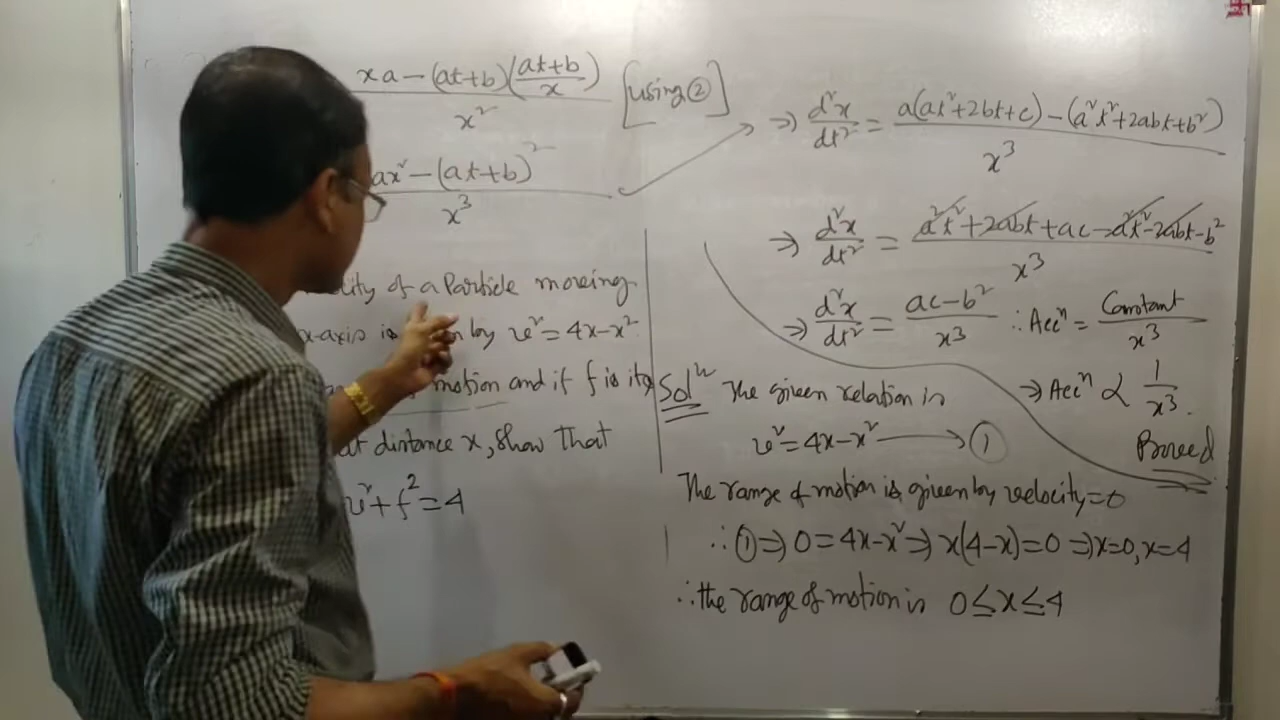 xa-(at+b)(at+b/x) / x² [using②]
ax²-(at+b)² / x³
of a Particle moving
x-axis is by v²=4x-x²
motion and if f is its
at distance x, show that
v²+f²=4
⇒ d²x/dt² = a(at²+2bt+c)-(a²t²+2abt+b²) / x³
⇒ d²x/dt² = a²t²+2abt+ac-a²t²-2abt-b² / x³
⇒ d²x/dt² = ac-b² / x³ ∴Accⁿ = Constant / x³
⇒Accⁿ ∝ 1/x³.
Proved
Solⁿ The given relation is
v²=4x-x² → ①
The range of motion is given by velocity=0
∴①⇒ 0=4x-x²⇒ x(4-x)=0 ⇒x=0, x=4
∴the range of motion is 0≤x≤4